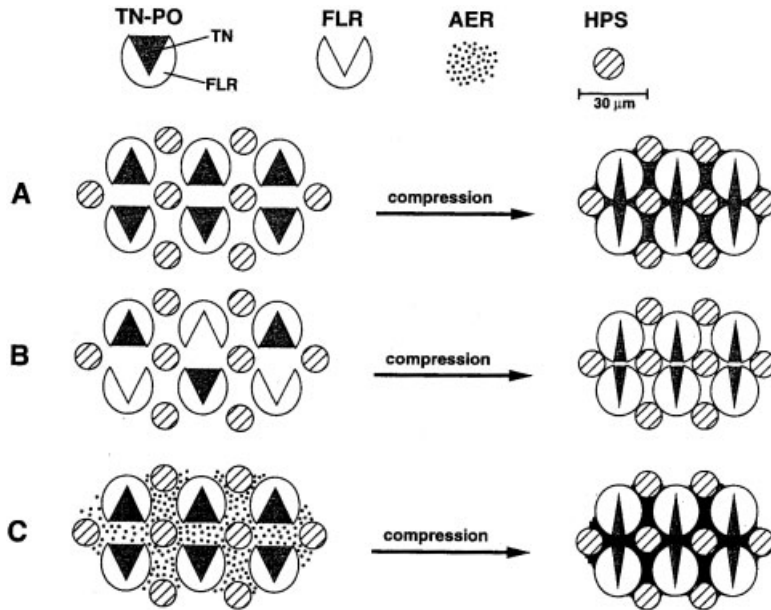 TN-PO FLR AER HPS
TN
FLR
30 µm
A compression
B compression
C compression